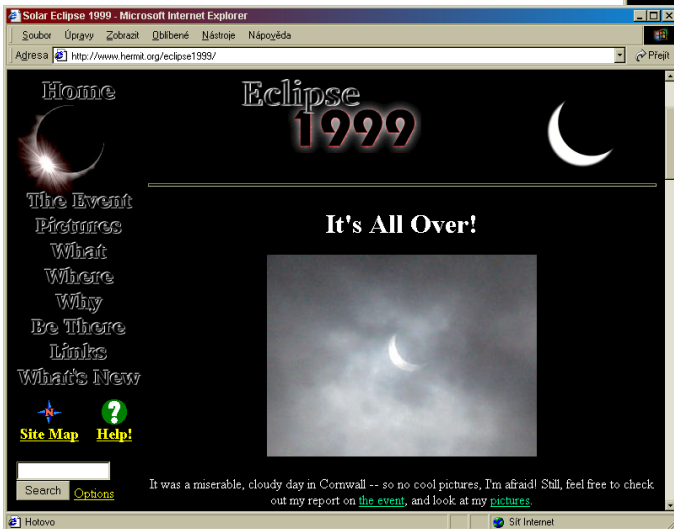 Solar Eclipse 1999 - Microsoft Internet Explorer
Soubor Úpravy Zobrazit Oblíbené Nástroje Nápověda
Adresa http://www.hermit.org/eclipse1999/ Přejít
Home
Eclipse
1999
The Event
Pictures
What
Where
Why
Be There
Links
What's New
N
Site Map
?
Help!
Search
Options
It's All Over!
It was a miserable, cloudy day in Cornwall -- so no cool pictures, I'm afraid! Still, feel free to check
out my report on the event, and look at my pictures.
Hotovo
Síť Internet